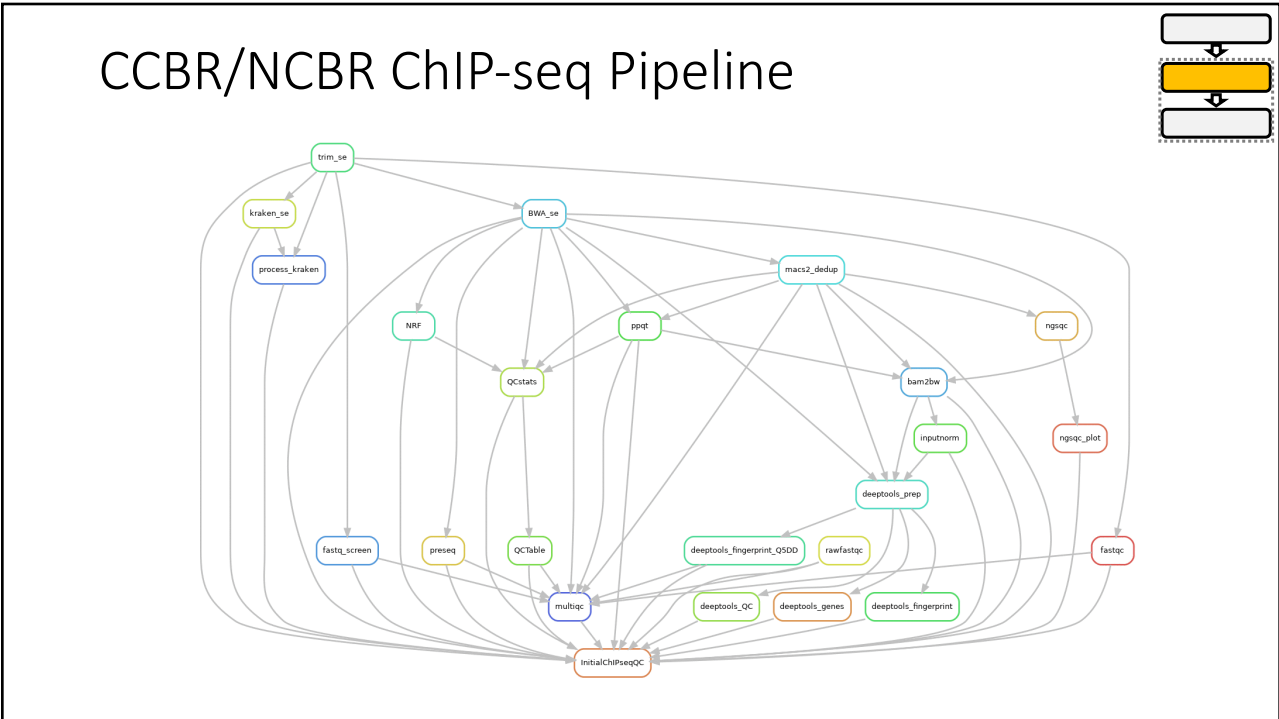 CCBR/NCBR ChIP-seq Pipeline
trim_se
kraken_se
BWA_se
process_kraken
macs2_dedup
NRF
ppqt
ngsqc
QCstats
bam2bw
inputnorm
ngsqc_plot
deeptools_prep
fastq_screen
preseq
QCTable
deeptools_fingerprint_Q5DD
rawfastqc
fastqc
multiqc
deeptools_QC
deeptools_genes
deeptools_fingerprint
InitialChIPseqQC